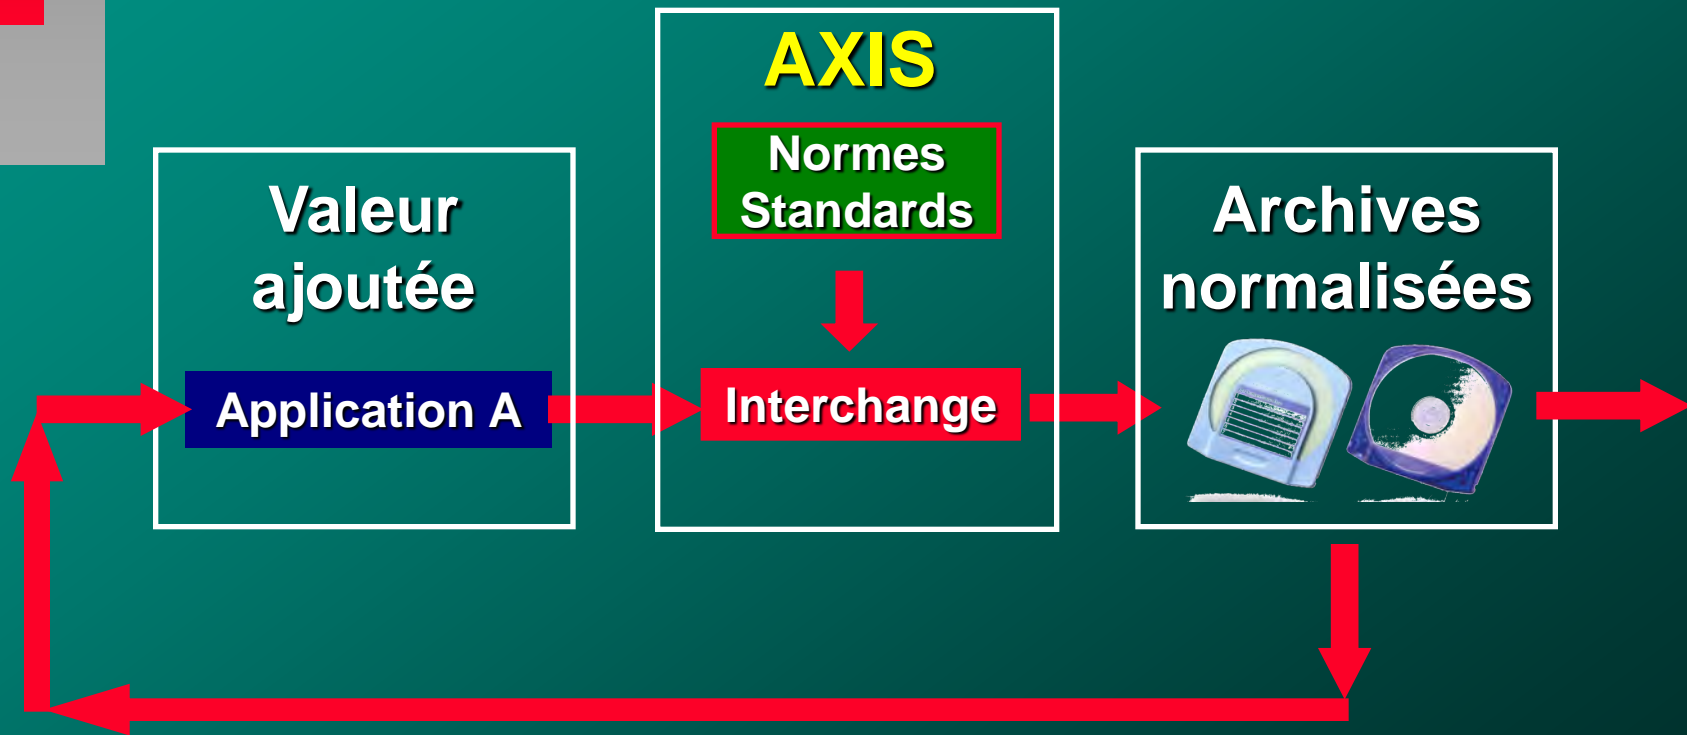 Valeur
ajoutée
Application A
AXIS
Normes
Standards
Interchange
Archives
normalisées